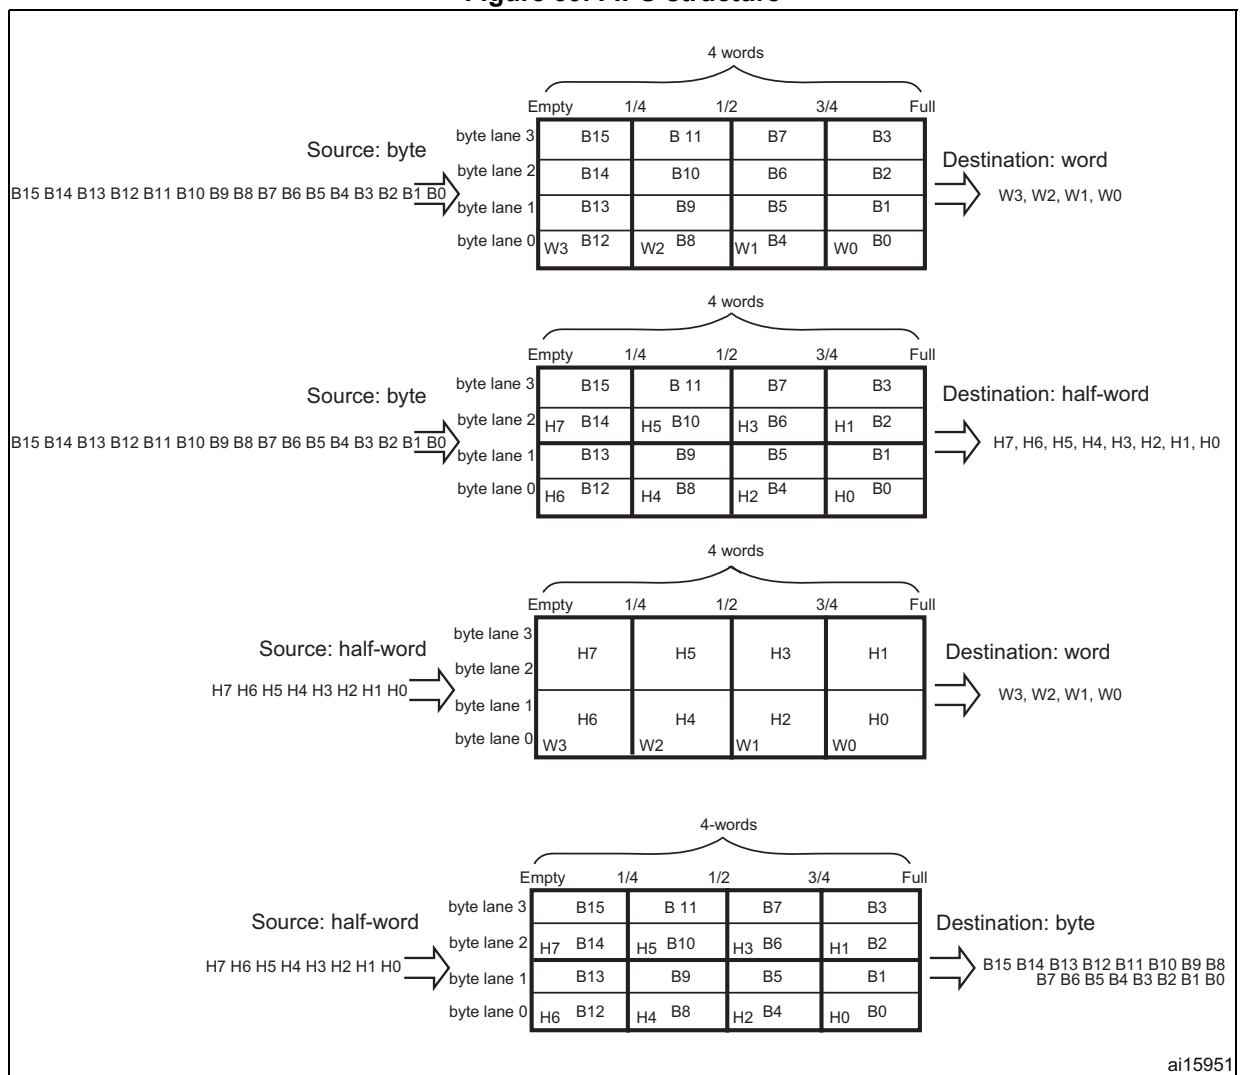 4 words
Empty 1/4 1/2 3/4 Full
Source: byte
B15 B14 B13 B12 B11 B10 B9 B8 B7 B6 B5 B4 B3 B2 B1 B0
byte lane 3 B15 B 11 B7 B3
byte lane 2 B14 B10 B6 B2
byte lane 1 B13 B9 B5 B1
byte lane 0 W3 B12 W2 B8 W1 B4 W0 B0
Destination: word
W3, W2, W1, W0
4 words
Empty 1/4 1/2 3/4 Full
Source: byte
B15 B14 B13 B12 B11 B10 B9 B8 B7 B6 B5 B4 B3 B2 B1 B0
byte lane 3 B15 B 11 B7 B3
byte lane 2 H7 B14 H5 B10 H3 B6 H1 B2
byte lane 1 B13 B9 B5 B1
byte lane 0 H6 B12 H4 B8 H2 B4 H0 B0
Destination: half-word
H7, H6, H5, H4, H3, H2, H1, H0
4 words
Empty 1/4 1/2 3/4 Full
Source: half-word
H7 H6 H5 H4 H3 H2 H1 H0
byte lane 3
H7 H5 H3 H1
byte lane 2
byte lane 1
H6 H4 H2 H0
byte lane 0 W3 W2 W1 W0
Destination: word
W3, W2, W1, W0
4-words
Empty 1/4 1/2 3/4 Full
Source: half-word
H7 H6 H5 H4 H3 H2 H1 H0
byte lane 3 B15 B 11 B7 B3
byte lane 2 H7 B14 H5 B10 H3 B6 H1 B2
byte lane 1 B13 B9 B5 B1
byte lane 0 H6 B12 H4 B8 H2 B4 H0 B0
Destination: byte
B15 B14 B13 B12 B11 B10 B9 B8
B7 B6 B5 B4 B3 B2 B1 B0
ai15951